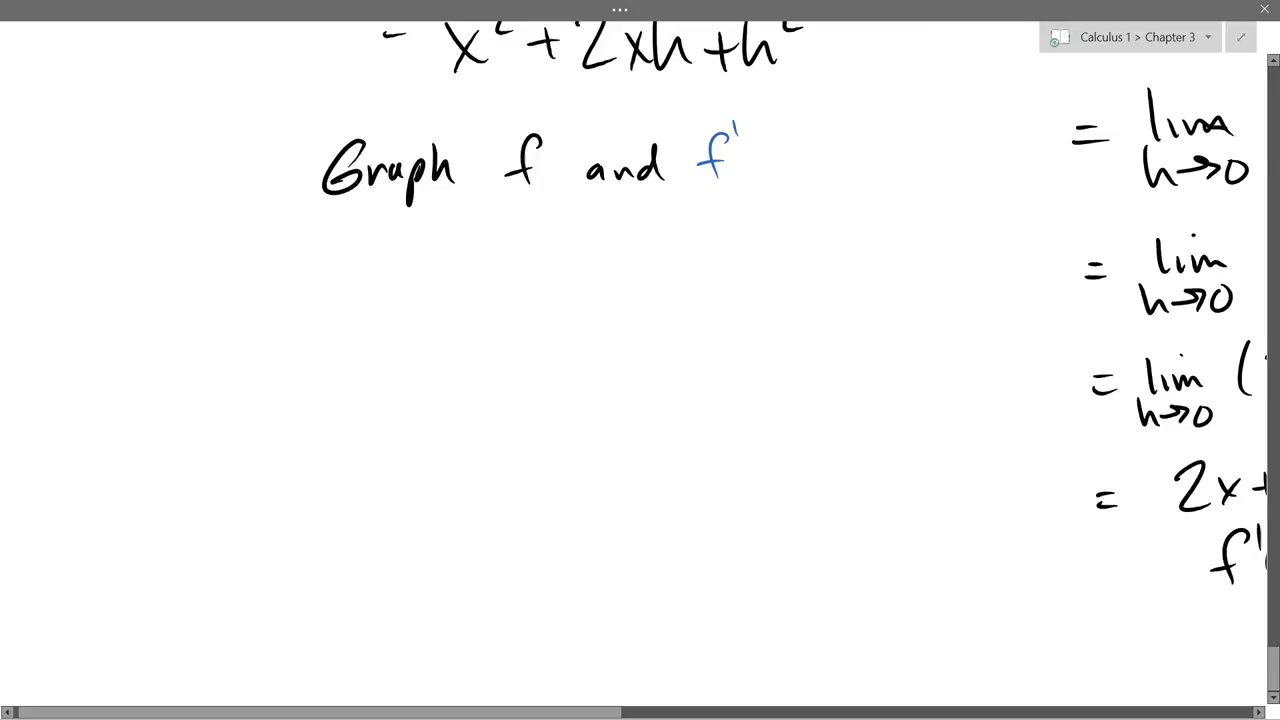 = x² + 2xh + h²
Calculus 1 > Chapter 3
Graph f and f'
= lim
h→0
= lim
h→0
= lim (
h→0
= 2x+
f'(